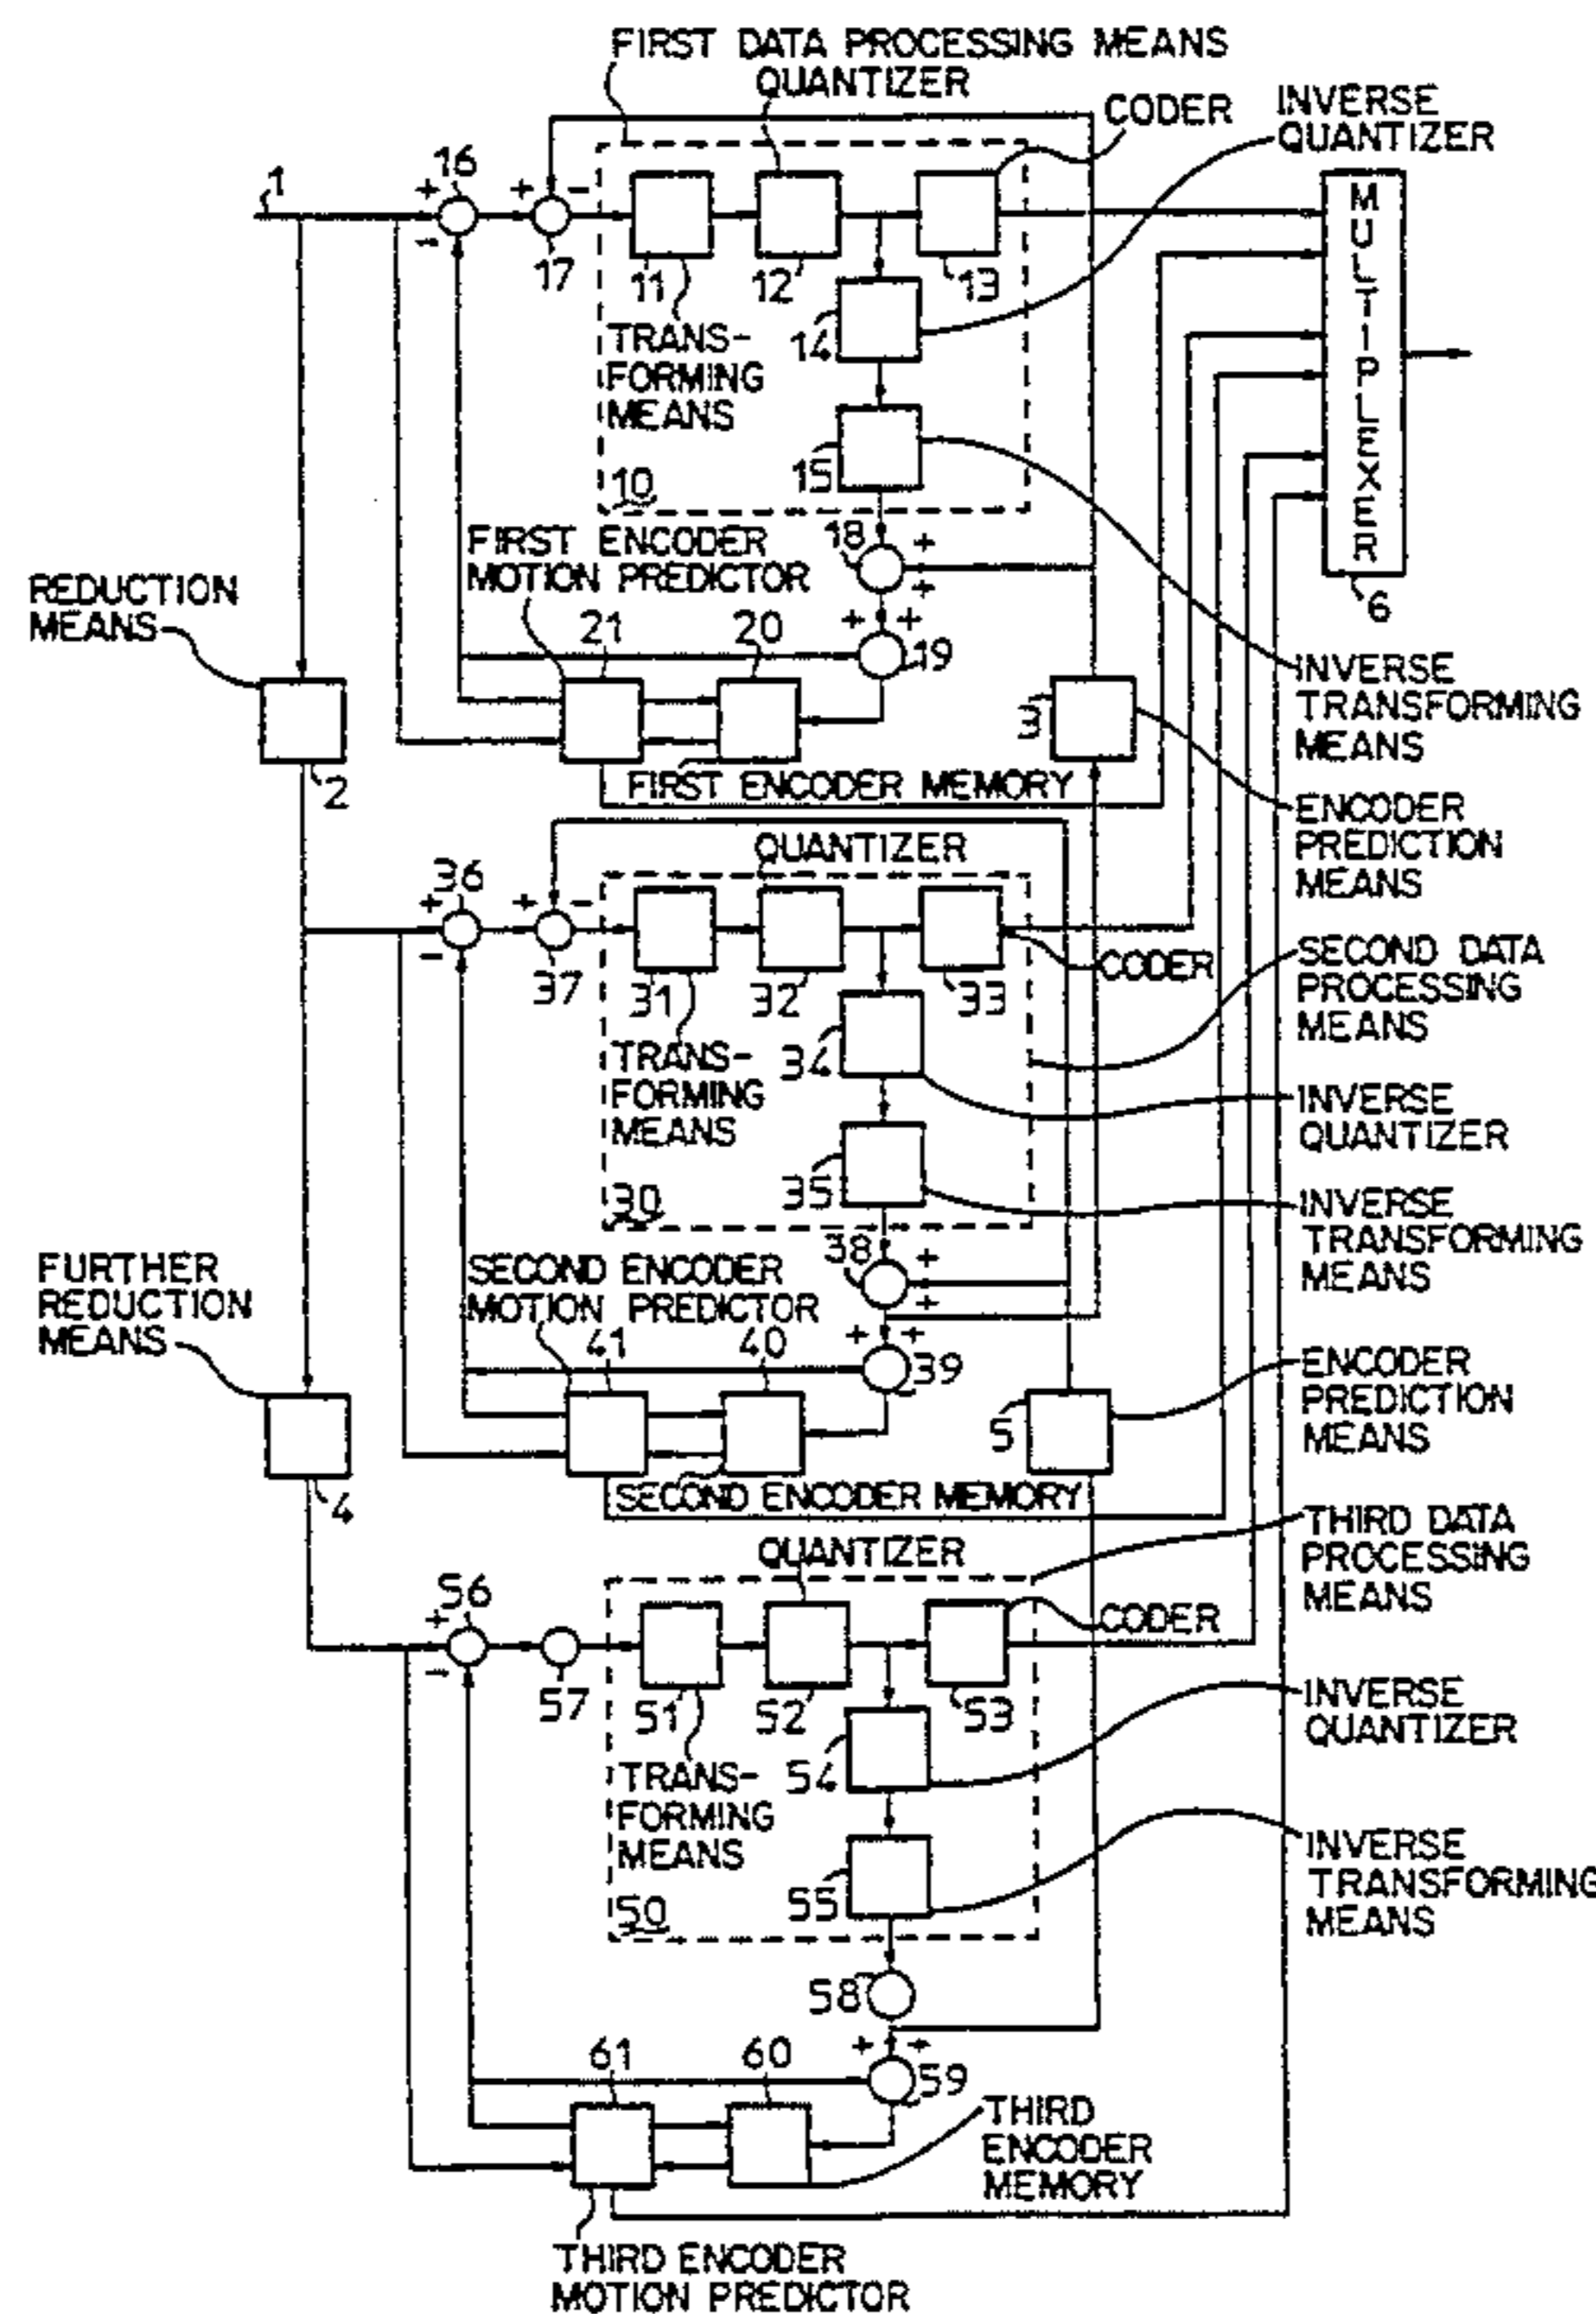 FIRST DATA PROCESSING MEANS
QUANTIZER
CODER
INVERSE
QUANTIZER
1
16
+
-
+
-
17
11
12
13
14
15
TRANS-
FORMING
MEANS
10
MULTIPLEXER
6
18
+
+
FIRST ENCODER
MOTION PREDICTOR
REDUCTION
MEANS
21
20
+
+
19
3
2
FIRST ENCODER MEMORY
INVERSE
TRANSFORMING
MEANS
ENCODER
PREDICTION
MEANS
QUANTIZER
36
+
-
+
-
37
31
32
33
CODER
SECOND DATA
PROCESSING
MEANS
TRANS-
FORMING
MEANS
34
INVERSE
QUANTIZER
35
30
INVERSE
TRANSFORMING
MEANS
38
+
+
SECOND ENCODER
MOTION PREDICTOR
FURTHER
REDUCTION
MEANS
41
40
+
+
39
5
ENCODER
PREDICTION
MEANS
4
SECOND ENCODER MEMORY
THIRD DATA
PROCESSING
MEANS
QUANTIZER
56
+
-
57
51
52
53
CODER
INVERSE
QUANTIZER
TRANS-
FORMING
MEANS
54
55
50
INVERSE
TRANSFORMING
MEANS
58
+
+
59
61
60
THIRD
ENCODER
MEMORY
THIRD ENCODER
MOTION PREDICTOR